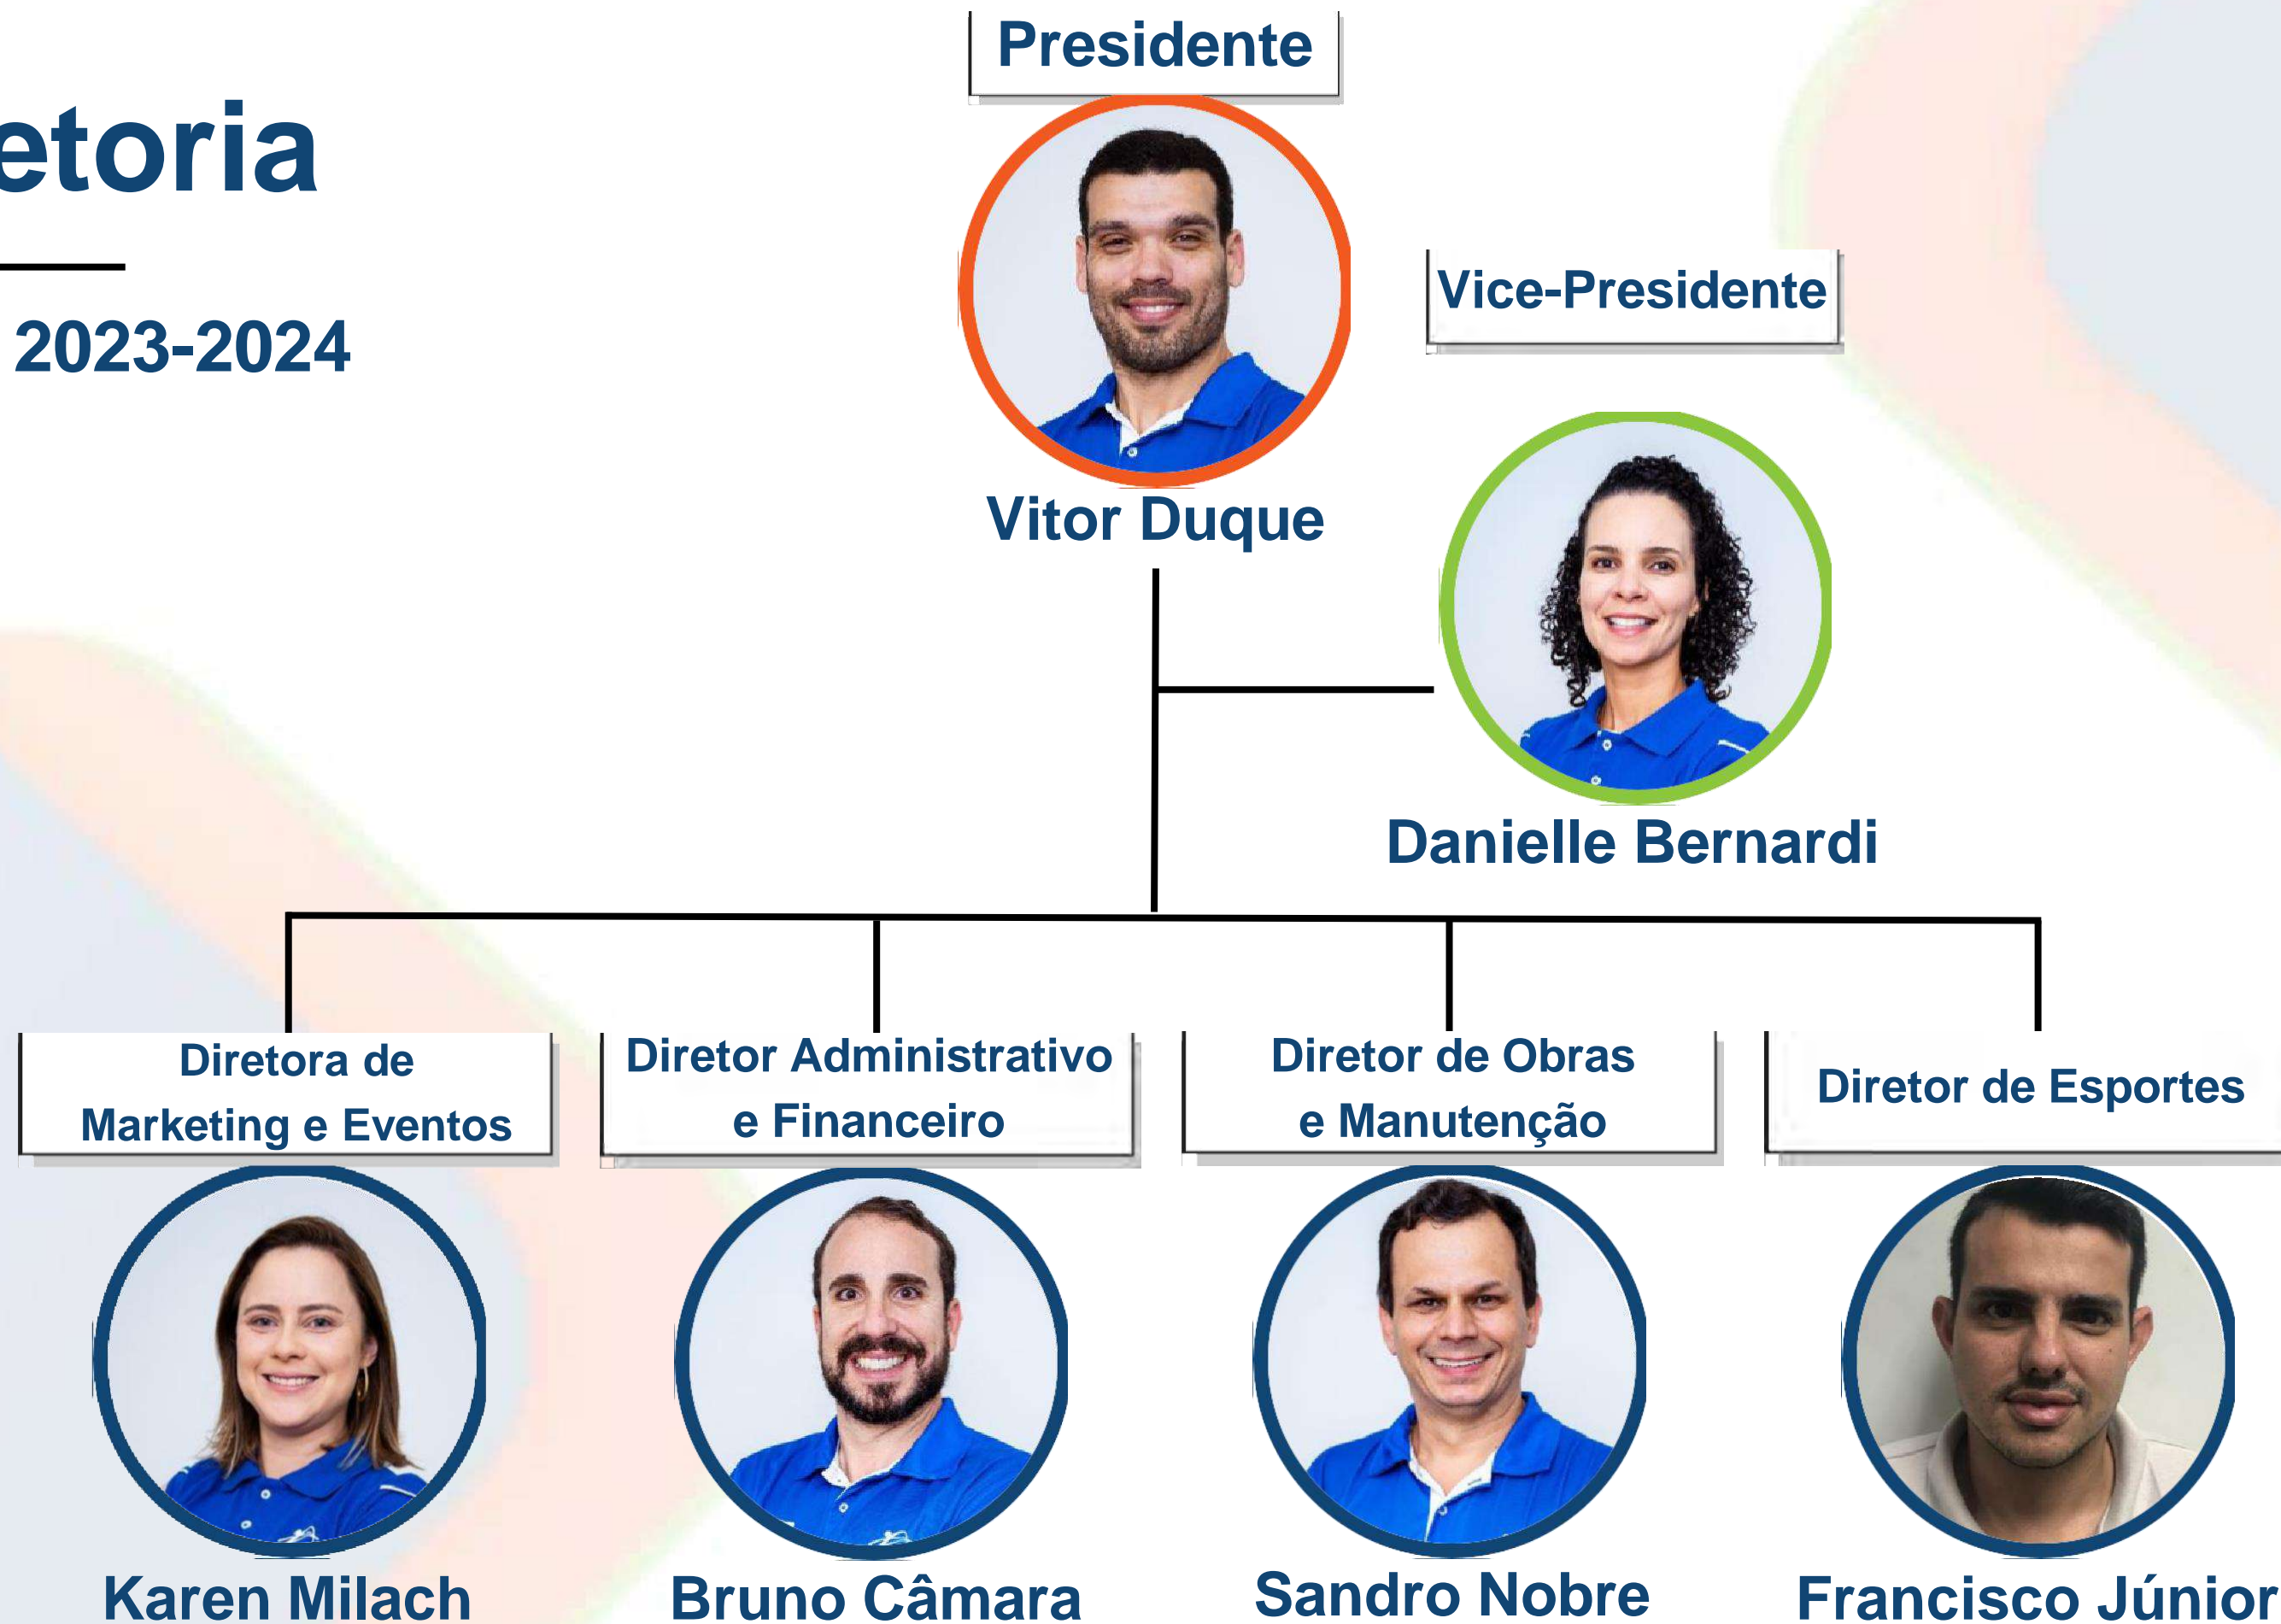 Presidente
etoria
2023-2024
Vice-Presidente
Vitor Duque
Danielle Bernardi
Diretora de
Marketing e Eventos
Diretor Administrativo
e Financeiro
Diretor de Obras
e Manutenção
Diretor de Esportes
Karen Milach
Bruno Câmara
Sandro Nobre
Francisco Júnior